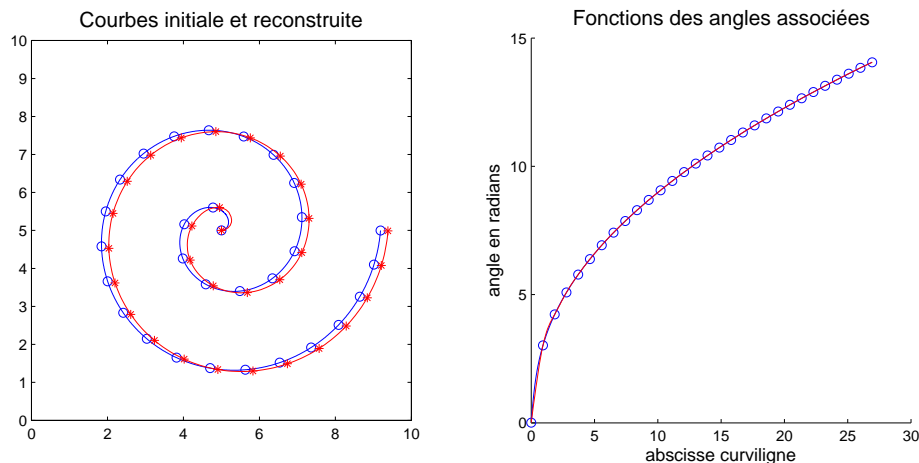 Courbes initiale et reconstruite
10
9
8
7
6
5
4
3
2
1
0
0 2 4 6 8 10
Fonctions des angles associées
angle en radians
15
10
5
0
0 5 10 15 20 25 30
abscisse curviligne